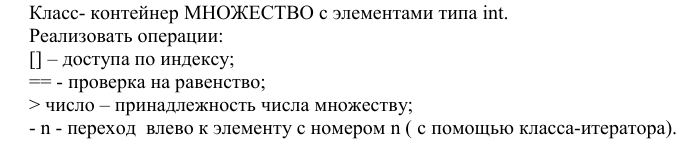 Класс- контейнер МНОЖЕСТВО с элементами типа int.
Реализовать операции:
[] – доступа по индексу;
== - проверка на равенство;
> число – принадлежность числа множеству;
- n - переход  влево к элементу с номером n ( с помощью класса-итератора).